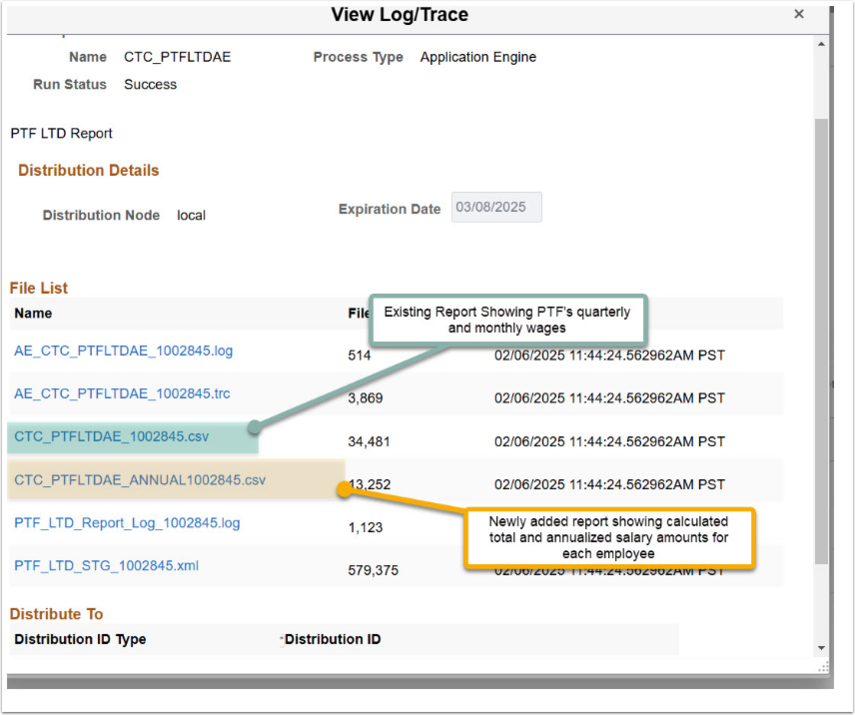 View Log/Trace
×
Name CTC_PTFLTDAE Process Type Application Engine
Run Status Success
PTF LTD Report
Distribution Details
Distribution Node local Expiration Date 03/08/2025
File List
Name File
Existing Report Showing PTF's quarterly
and monthly wages
AE_CTC_PTFLTDAE_1002845.log 514 02/06/2025 11:44:24.562962AM PST
AE_CTC_PTFLTDAE_1002845.trc 3,869 02/06/2025 11:44:24.562962AM PST
CTC_PTFLTDAE_1002845.csv 34,481 02/06/2025 11:44:24.562962AM PST
CTC_PTFLTDAE_ANNUAL1002845.csv 13,252 02/06/2025 11:44:24.562962AM PST
PTF_LTD_Report_Log_1002845.log 1,123
Newly added report showing calculated
total and annualized salary amounts for
each employee
PTF_LTD_STG_1002845.xml 579,375 02/06/2025 11:44:24.562962AM PST
Distribute To
Distribution ID Type *Distribution ID